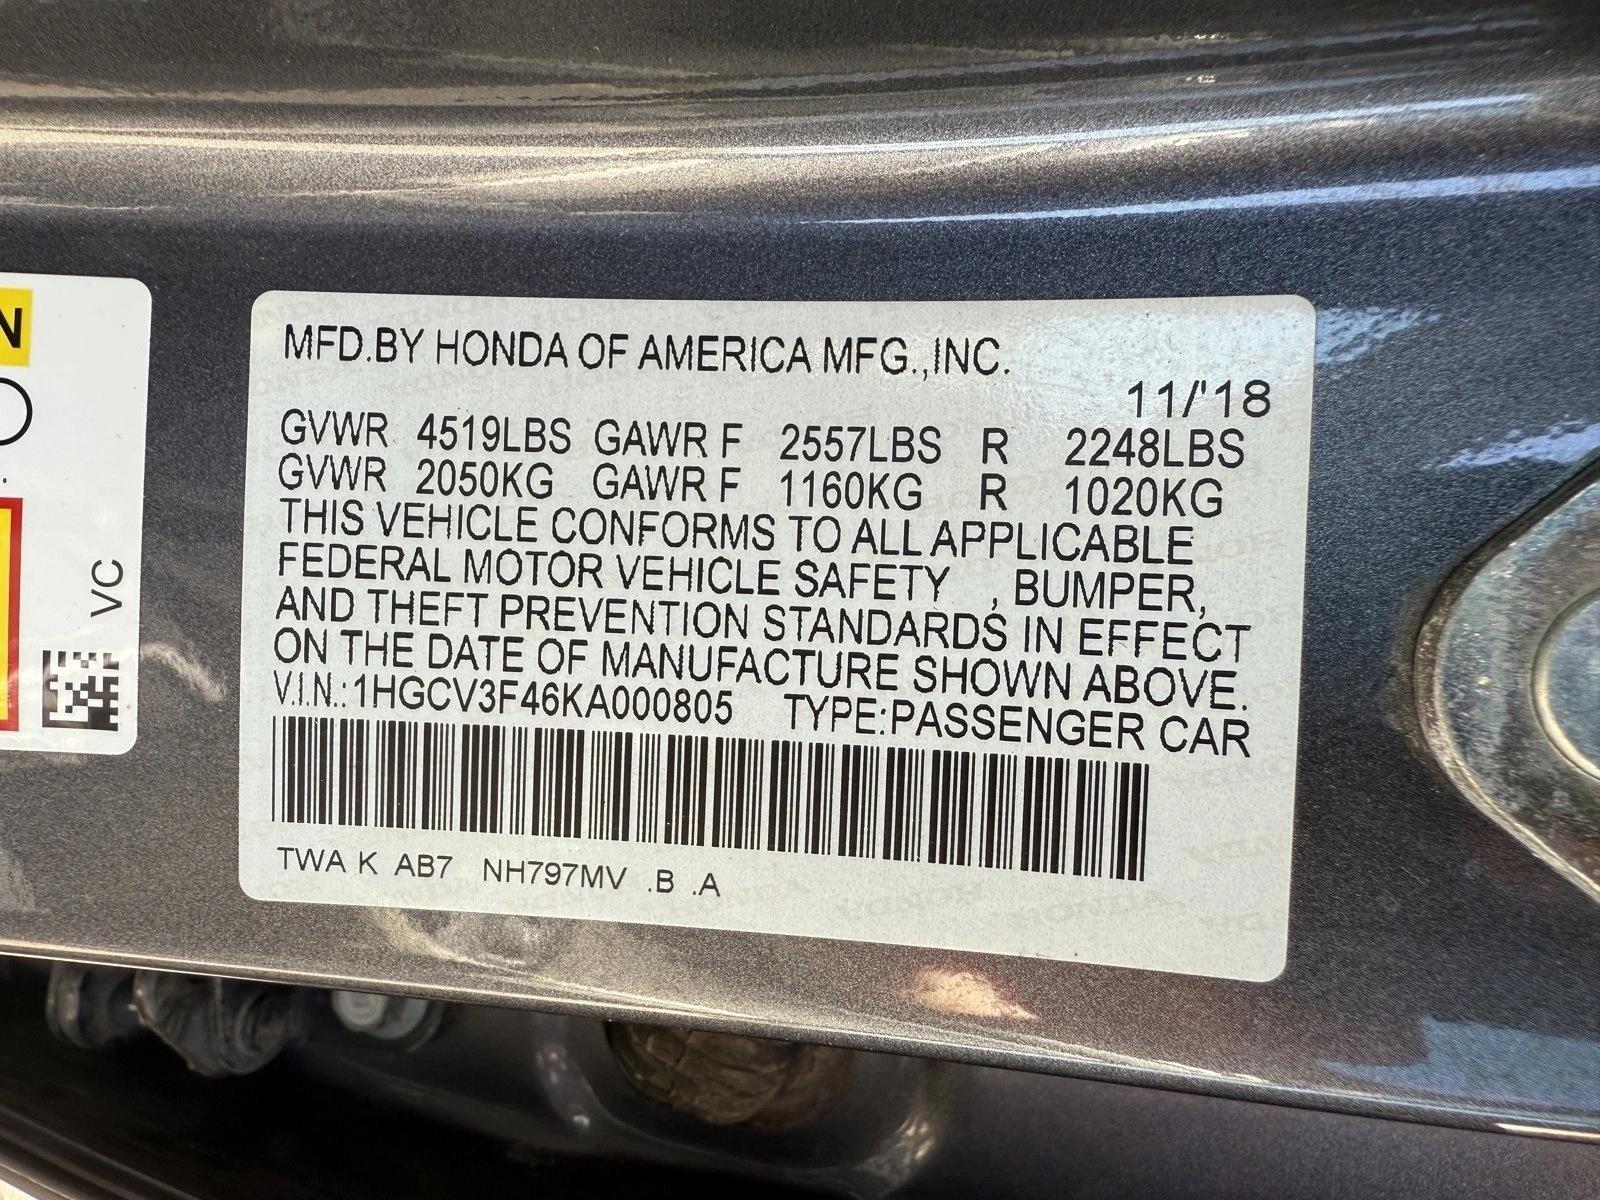 N
.
VC
MFD.BY HONDA OF AMERICA MFG.,INC.
11/'18
GVWR 4519LBS GAWR F 2557LBS R 2248LBS
GVWR 2050KG GAWR F 1160KG R 1020KG
THIS VEHICLE CONFORMS TO ALL APPLICABLE
FEDERAL MOTOR VEHICLE SAFETY , BUMPER,
AND THEFT PREVENTION STANDARDS IN EFFECT
ON THE DATE OF MANUFACTURE SHOWN ABOVE.
V.I.N.: 1HGCV3F46KA000805 TYPE:PASSENGER CAR
TWA K AB7 NH797MV .B .A